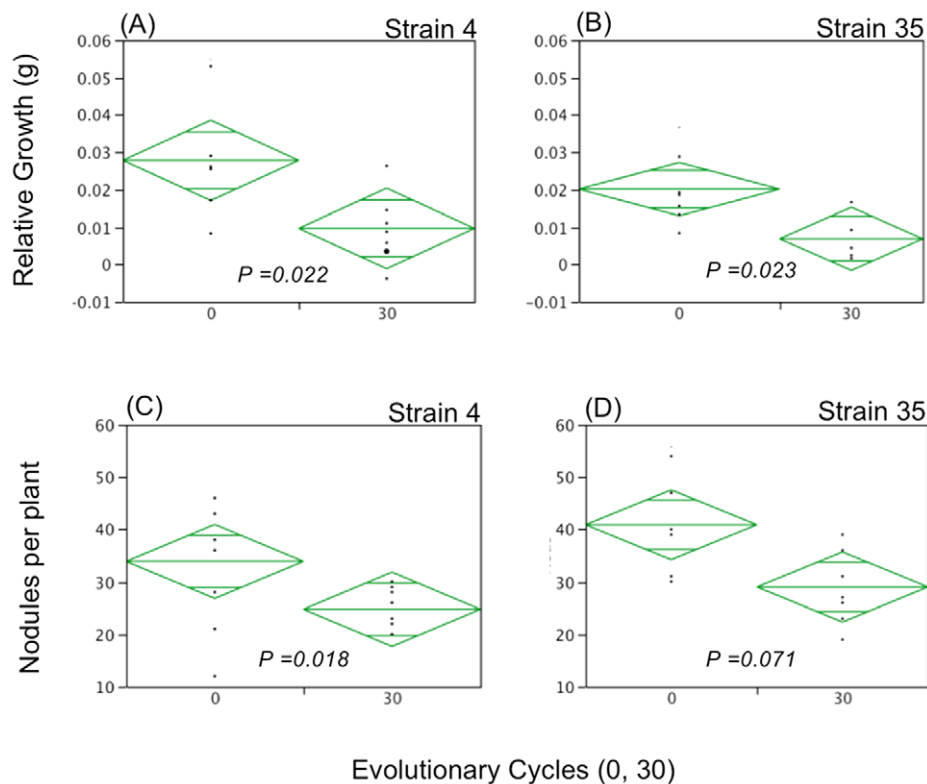 (A) Strain 4
(B) Strain 35
Relative Growth (g)
0.06
0.05
0.04
0.03
0.02
0.01
0
-0.01
P =0.022
0 30
0.06
0.05
0.04
0.03
0.02
0.01
0
-0.01
P =0.023
0 30
(C) Strain 4
(D) Strain 35
Nodules per plant
60
50
40
30
20
10
P =0.018
0 30
60
50
40
30
20
10
P =0.071
0 30
Evolutionary Cycles (0, 30)